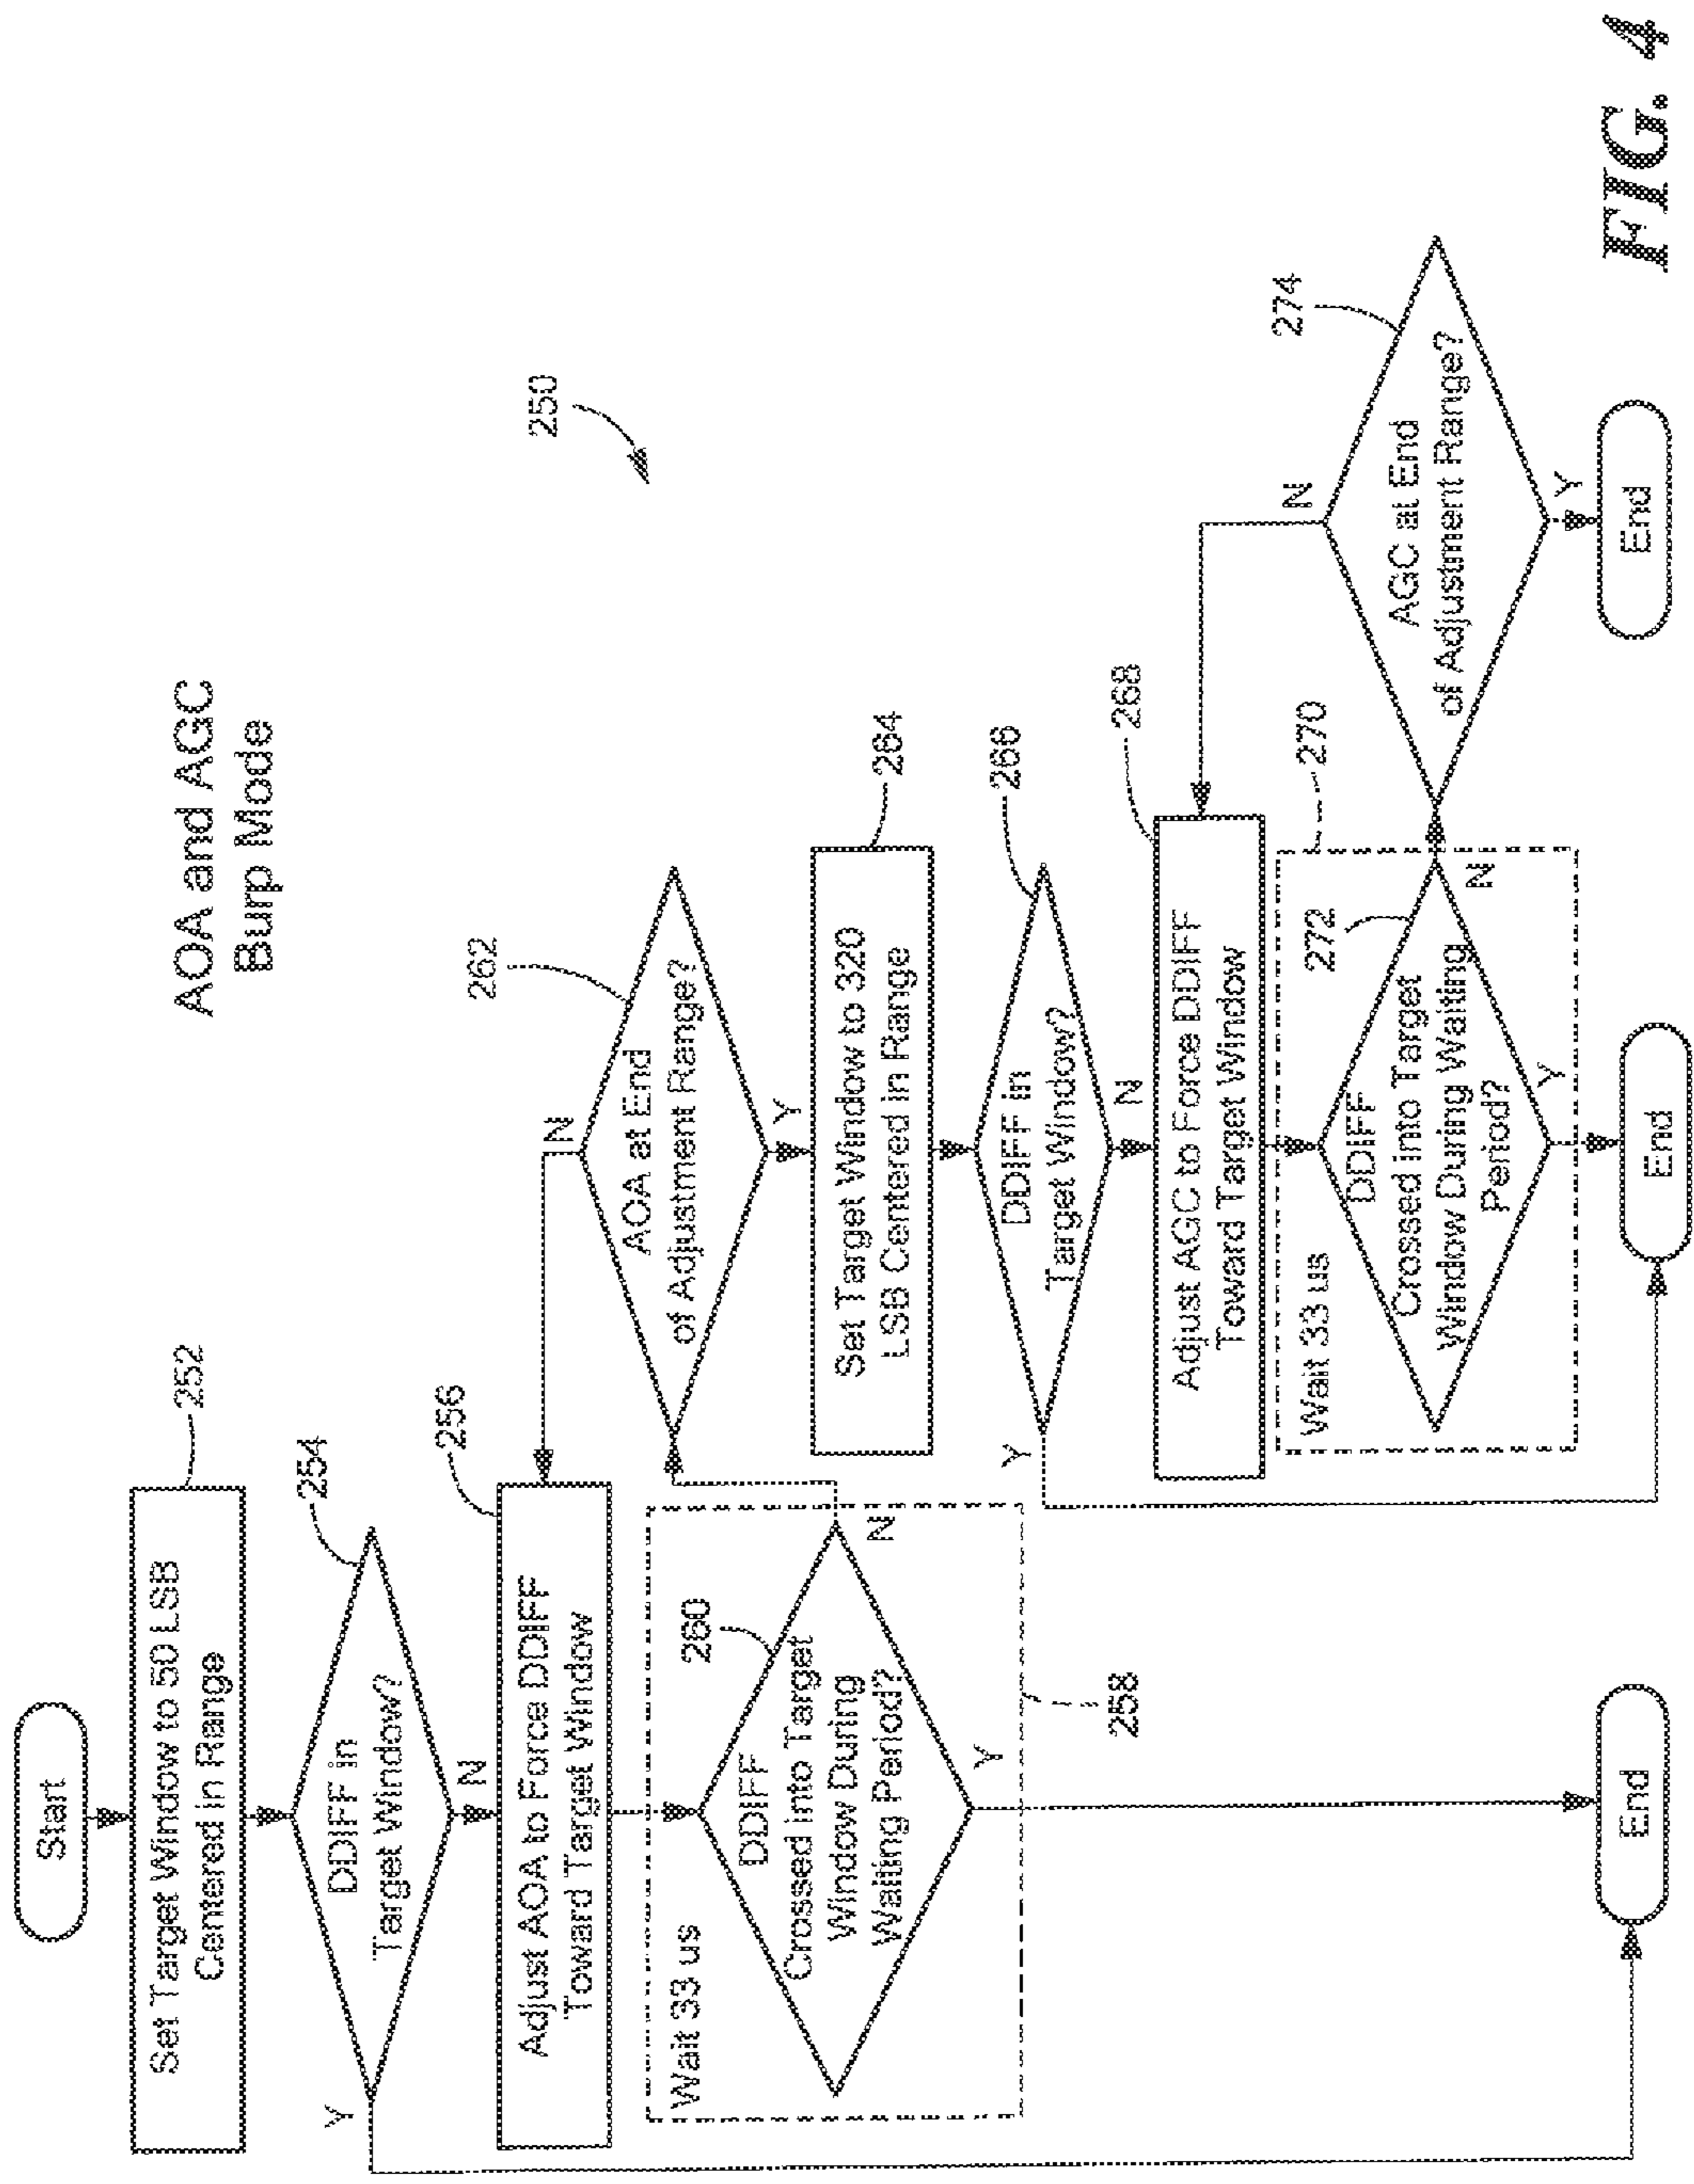 AOA and AGC
Burp Mode
250
Start
Set Target Window to 50 LSB
Centered in Range
252
DDIFF in
Target Window?
254
Y
N
Adjust AOA to Force DDIFF
Toward Target Window
256
Wait 33 us
DDIFF
Crossed into Target
Window During
Waiting Period?
260
N
Y
258
End
AOA at End
of Adjustment Range?
262
N
Y
Set Target Window to 320
LSB Centered in Range
264
DDIFF in
Target Window?
266
Y
N
Adjust AGC to Force DDIFF
Toward Target Window
268
Wait 33 us
270
DDIFF
Crossed into Target
Window During Waiting
Period?
272
N
Y
End
AGC at End
of Adjustment Range?
274
N
Y
End
FIG. 4